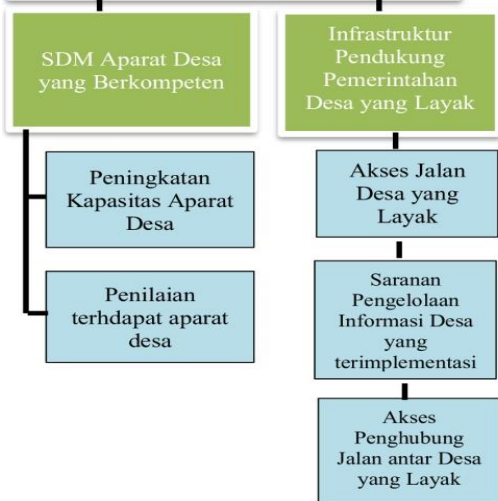 SDM Aparat Desa
yang Berkompeten
Peningkatan
Kapasitas Aparat
Desa
Penilaian
terhdapat aparat
desa
Infrastruktur
Pendukung
Pemerintahan
Desa yang Layak
Akses Jalan
Desa yang
Layak
Saranan
Pengelolaan
Informasi Desa
yang
terimplementasi
Akses
Penghubung
Jalan antar Desa
yang Layak